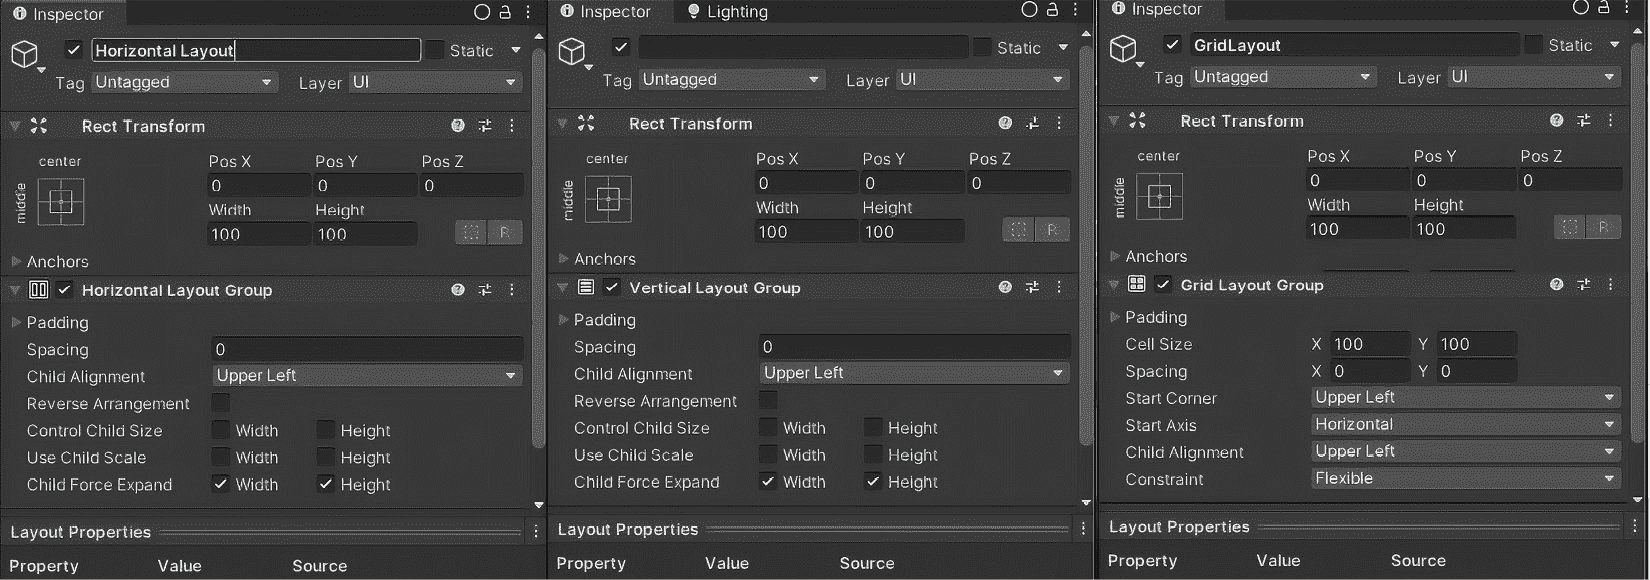 Inspector
Horizontal Layout
Static
Tag Untagged Layer UI
Rect Transform
center
middle
Pos X Pos Y Pos Z
0 0 0
Width Height
100 100
R
Anchors
Horizontal Layout Group
Padding
Spacing 0
Child Alignment Upper Left
Reverse Arrangement
Control Child Size Width Height
Use Child Scale Width Height
Child Force Expand Width Height
Layout Properties
Property Value Source
Inspector Lighting
Static
Tag Untagged Layer UI
Rect Transform
center
middle
Pos X Pos Y Pos Z
0 0 0
Width Height
100 100
R
Anchors
Vertical Layout Group
Padding
Spacing 0
Child Alignment Upper Left
Reverse Arrangement
Control Child Size Width Height
Use Child Scale Width Height
Child Force Expand Width Height
Layout Properties
Property Value Source
Inspector
GridLayout
Static
Tag Untagged Layer UI
Rect Transform
center
middle
Pos X Pos Y Pos Z
0 0 0
Width Height
100 100
R
Anchors
Grid Layout Group
Padding
Cell Size X 100 Y 100
Spacing X 0 Y 0
Start Corner Upper Left
Start Axis Horizontal
Child Alignment Upper Left
Constraint Flexible
Layout Properties
Property Value Source